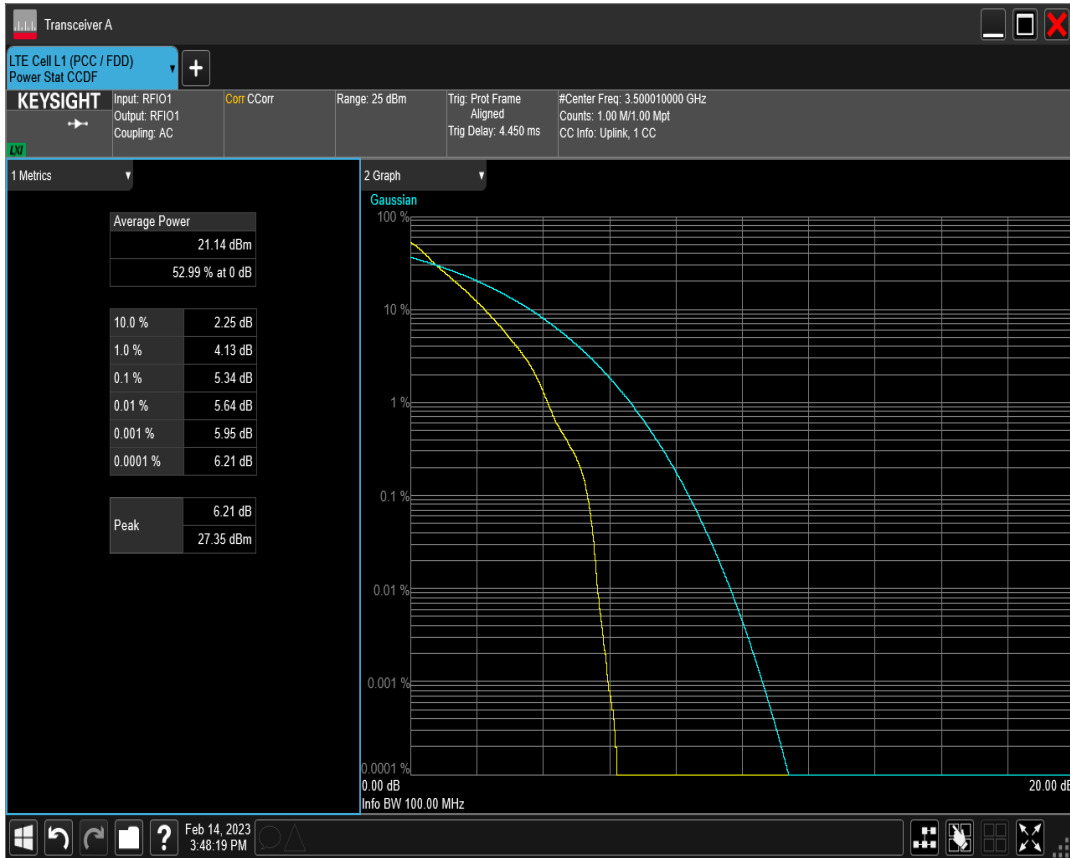 Transceiver A
LTE Cell L1 (PCC / FDD)
Power Stat CCDF
KEYSIGHT
LXI
Input: RFIO1
Output: RFIO1
Coupling: AC
Corr CCorr
Range: 25 dBm
Trig: Prot Frame
Aligned
Trig Delay: 4.450 ms
#Center Freq: 3.500010000 GHz
Counts: 1.00 M/1.00 Mpt
CC Info: Uplink, 1 CC
1 Metrics
Average Power
21.14 dBm
52.99 % at 0 dB
10.0 % 2.25 dB
1.0 % 4.13 dB
0.1 % 5.34 dB
0.01 % 5.64 dB
0.001 % 5.95 dB
0.0001 % 6.21 dB
Peak
6.21 dB
27.35 dBm
2 Graph
Gaussian
100 %
10 %
1 %
0.1 %
0.01 %
0.001 %
0.0001 %
0.00 dB
20.00 dB
Info BW 100.00 MHz
Feb 14, 2023
3:48:19 PM